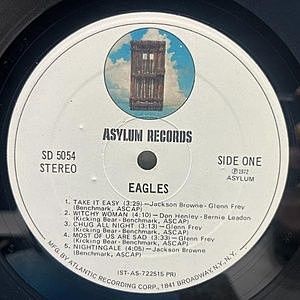 ASYLUM RECORDS
SD 5054
STEREO
SIDE ONE
Ⓟ 1972
ASYLUM
EAGLES
1. TAKE IT EASY (3:29)—Jackson Browne-Glenn Frey
(Benchmark, ASCAP)
2. WITCHY WOMAN (4:10)—Don Henley-Bernie Leadon
(Kicking Bear-Benchmark, ASCAP)
3. CHUG ALL NIGHT (3:13)—Glenn Frey
(Kicking Bear-Benchmark, ASCAP)
4. MOST OF US ARE SAD (3:33)—Glenn Frey
(Kicking Bear-Benchmark, ASCAP)
5. NIGHTINGALE (4:05)—Jackson Browne
(Benchmark, ASCAP)
(ST-AS-722515 PR)
MFG. BY ATLANTIC RECORDING CORP., 1841 BROADWAY, N.Y., N.Y.